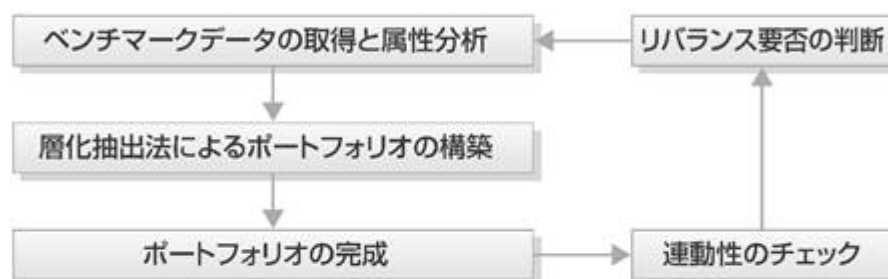 ベンチマークデータの取得と属性分析
リバランス要否の判断
層化抽出法によるポートフォリオの構築
ポートフォリオの完成
連動性のチェック